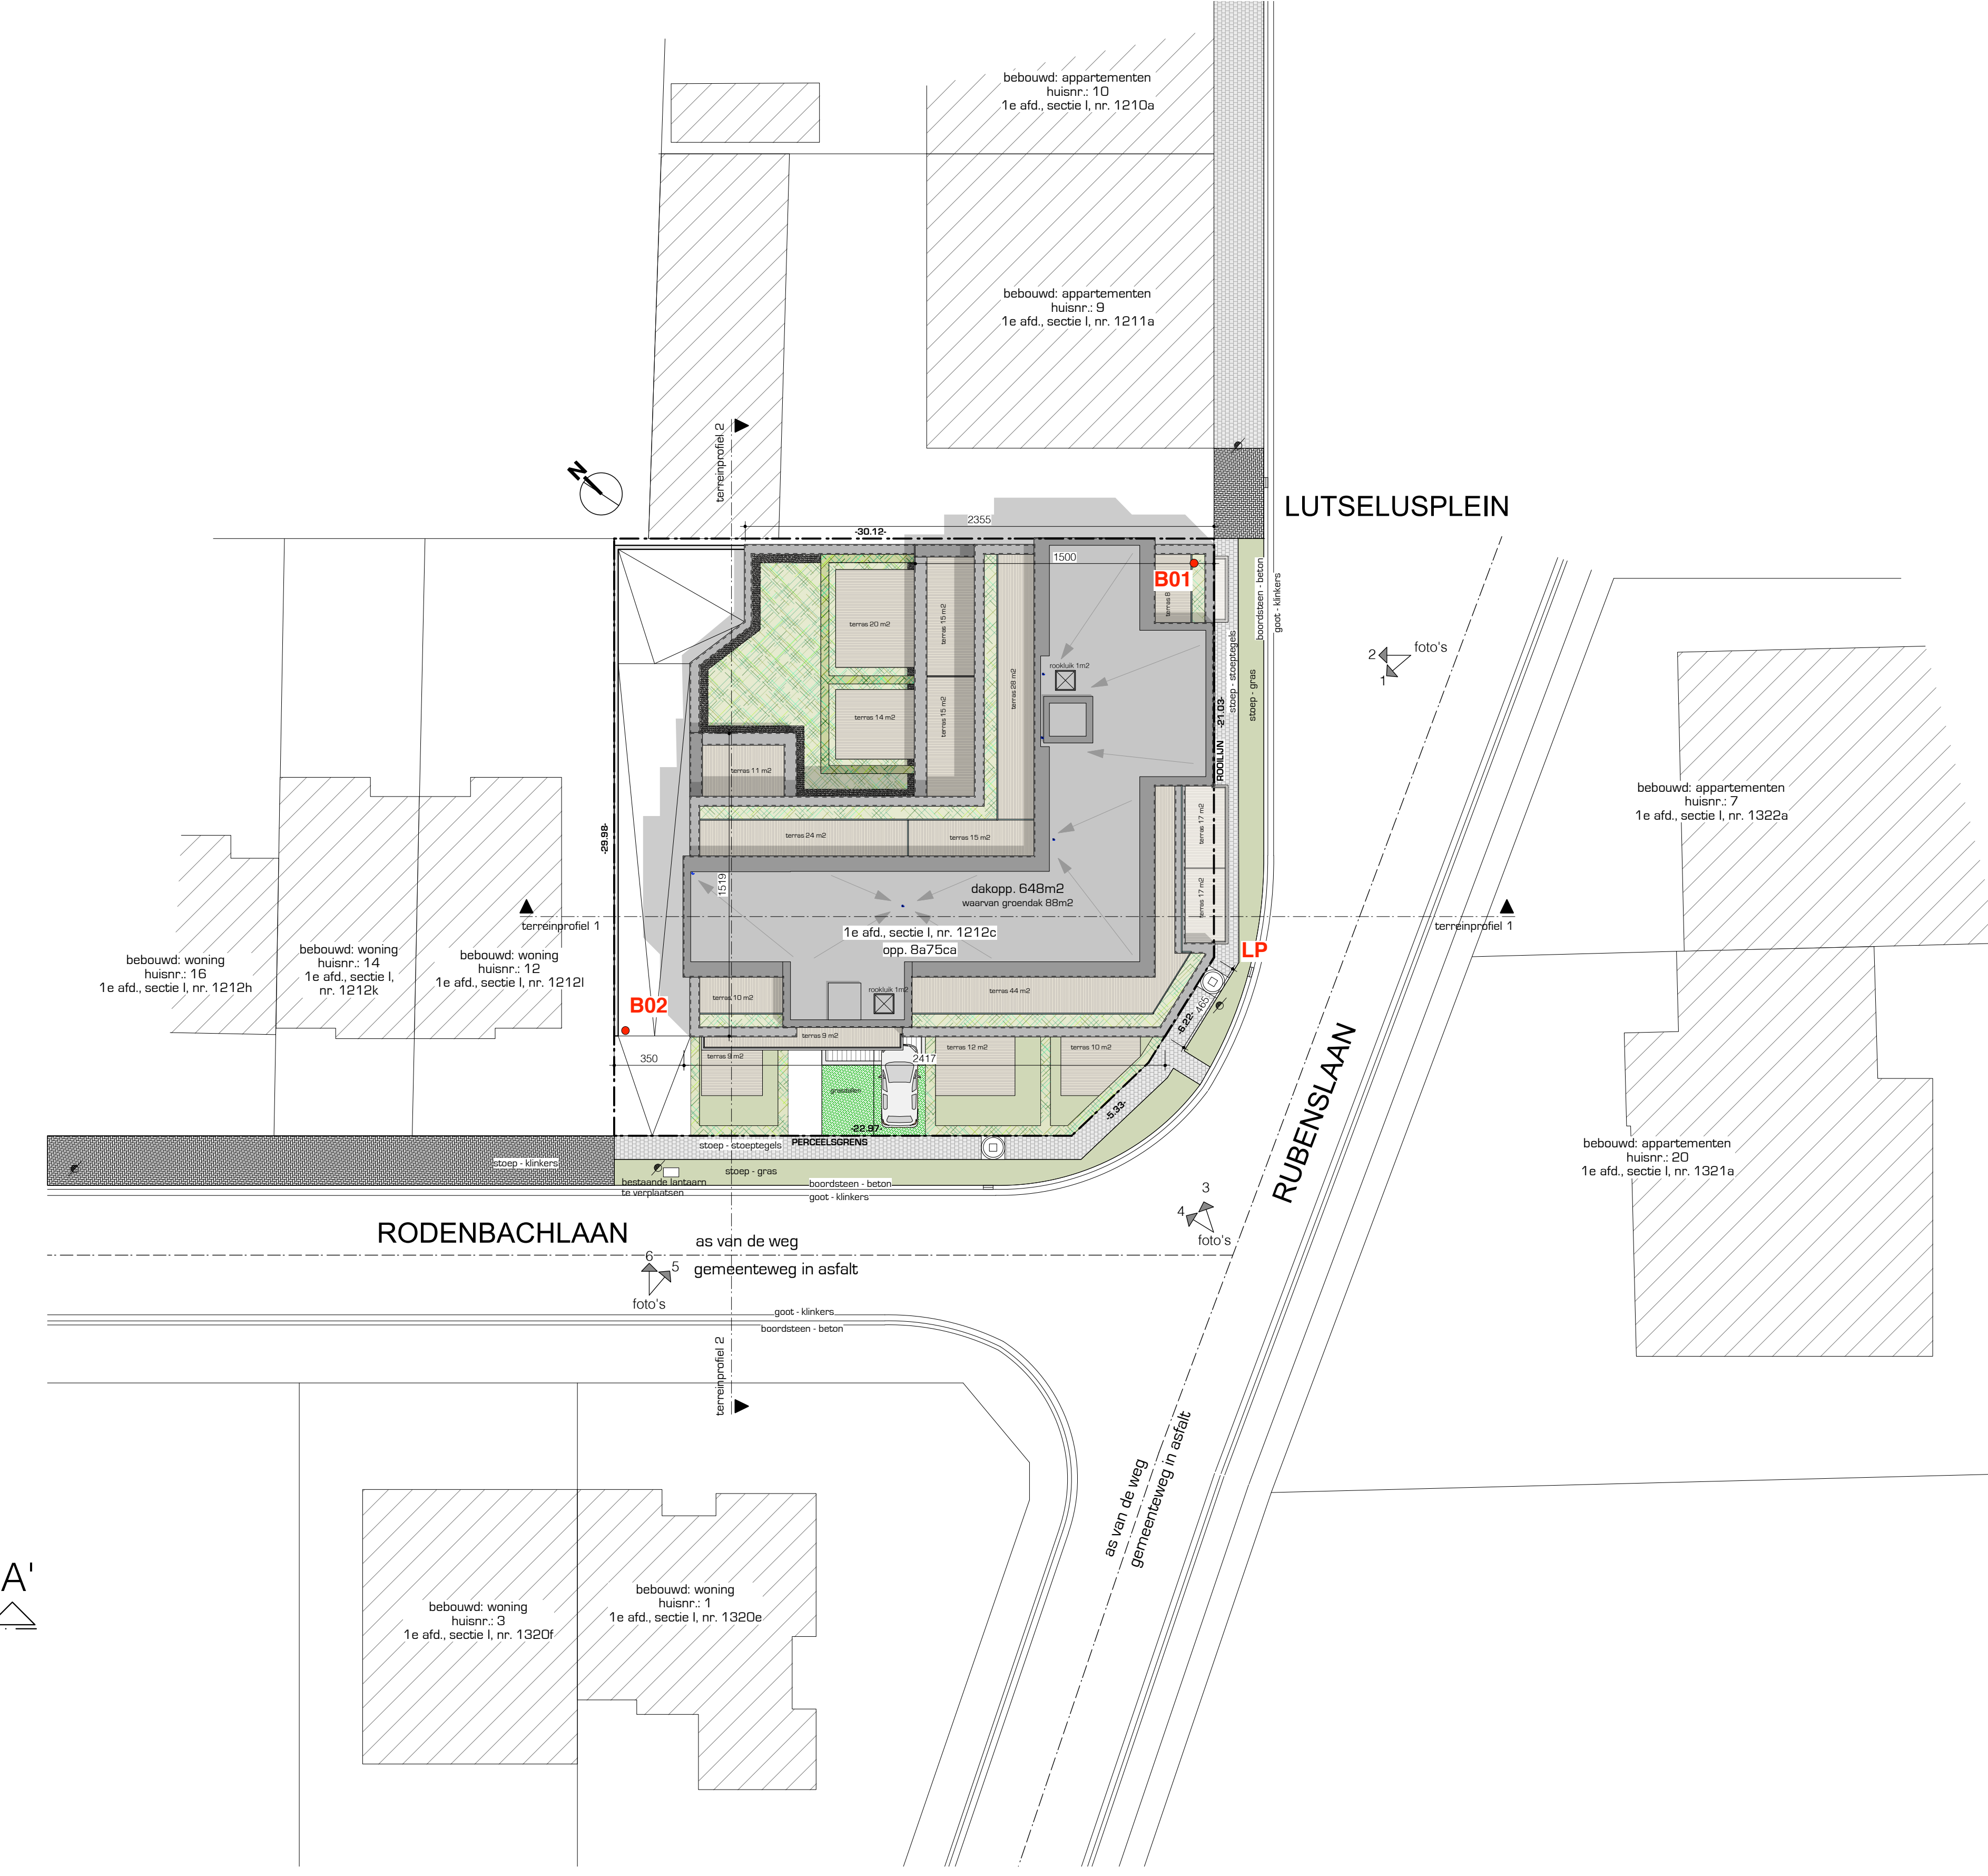 bebouwd: appartementen
huisnr.: 10
1e afd., sectie I, nr. 1210a
bebouwd: appartementen
huisnr.: 9
1e afd., sectie I, nr. 1211a
terreinprofiel 2
N
LUTSELUSPLEIN
2355
-30.12-
1500
B01
terras 8
boordsteen - beton
goot - klinkers
stoep - stoeptegels
stoep - gras
ROOILIJN
-21.03-
terras 20 m2
terras 15 m2
terras 28 m2
rookluik 1m2
2
foto's
1
terras 14 m2
terras 15 m2
terras 11 m2
terras 24 m2
terras 15 m2
terras 17 m2
terras 17 m2
-29.98-
1519
dakopp. 648m2
waarvan groendak 88m2
1e afd., sectie I, nr. 1212c
opp. 8a75ca
terreinprofiel 1
terreinprofiel 1
LP
bebouwd: appartementen
huisnr.: 7
1e afd., sectie I, nr. 1322a
bebouwd: woning
huisnr.: 16
1e afd., sectie I, nr. 1212h
bebouwd: woning
huisnr.: 14
1e afd., sectie I,
nr. 1212k
bebouwd: woning
huisnr.: 12
1e afd., sectie I, nr. 1212l
B02
terras 10 m2
rookluik 1m2
terras 44 m2
465
-6.22-
terras 9 m2
terras 9 m2
terras 12 m2
terras 10 m2
350
2417
grastallen
-5.33-
-22.97-
PERCEELSGRENS
stoep - stoeptegels
stoep - klinkers
stoep - gras
bestaande lantaarn
te verplaatsen
boordsteen - beton
goot - klinkers
RUBENSLAAN
bebouwd: appartementen
huisnr.: 20
1e afd., sectie I, nr. 1321a
3
4
foto's
RODENBACHLAAN
as van de weg
gemeenteweg in asfalt
6
5
foto's
goot - klinkers
boordsteen - beton
terreinprofiel 2
as van de weg
gemeenteweg in asfalt
A'
bebouwd: woning
huisnr.: 3
1e afd., sectie I, nr. 1320f
bebouwd: woning
huisnr.: 1
1e afd., sectie I, nr. 1320e